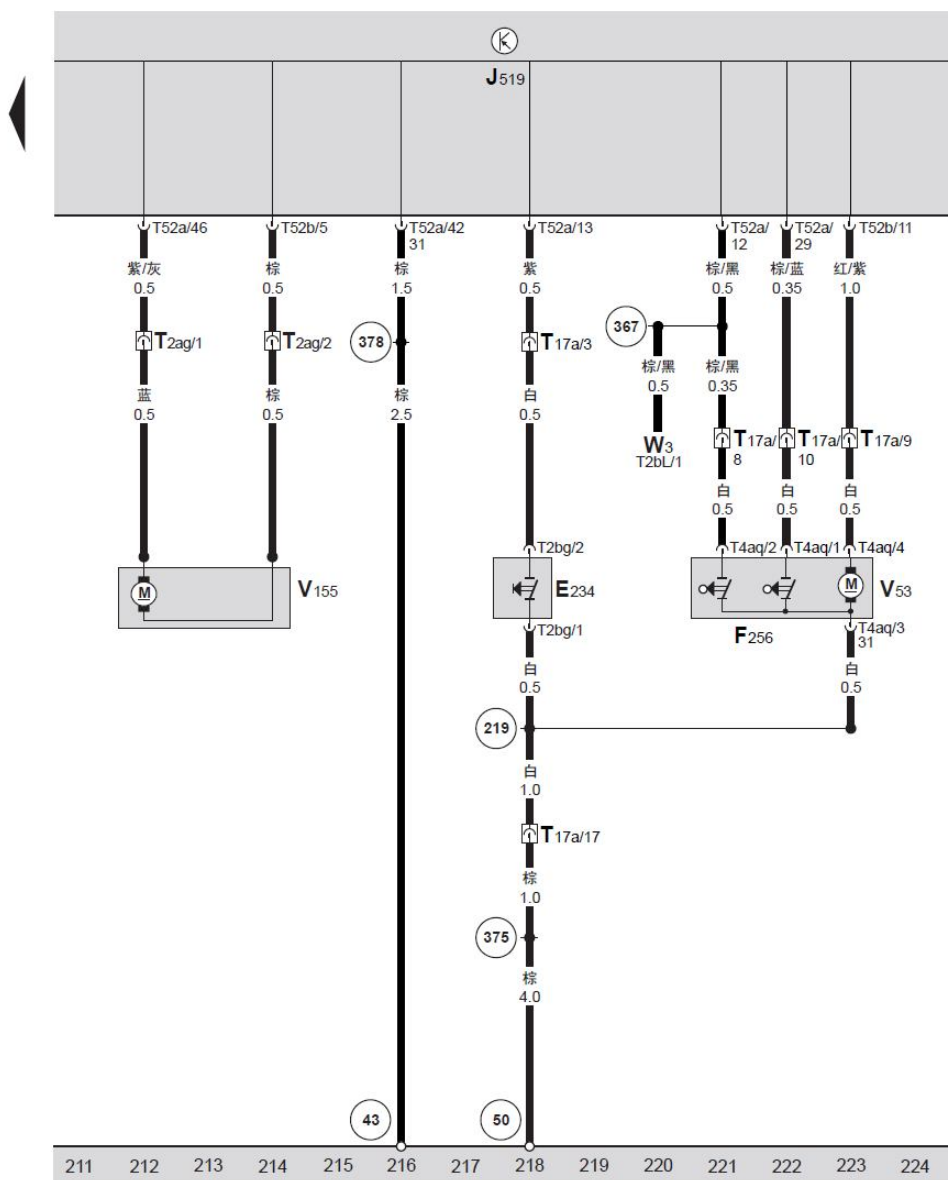 J519
T52a/46
T52b/5
T52a/42
31
T52a/13
T52a/
12
T52a/
29
T52b/11
紫/灰
0.5
棕
0.5
棕
1.5
紫
0.5
棕/黑
0.5
棕/蓝
0.35
红/紫
1.0
T2ag/1
T2ag/2
378
T17a/3
367
蓝
0.5
棕
0.5
棕
2.5
白
0.5
棕/黑
0.5
棕/黑
0.35
W3
T2bL/1
T17a/
8
T17a/
10
T17a/9
白
0.5
白
0.5
白
0.5
T2bg/2
T4aq/2
T4aq/1
T4aq/4
M
V155
E234
M
V53
T2bg/1
F256
T4aq/3
31
白
0.5
白
0.5
219
白
1.0
T17a/17
棕
1.0
375
棕
4.0
43
50
211 212 213 214 215 216 217 218 219 220 221 222 223 224